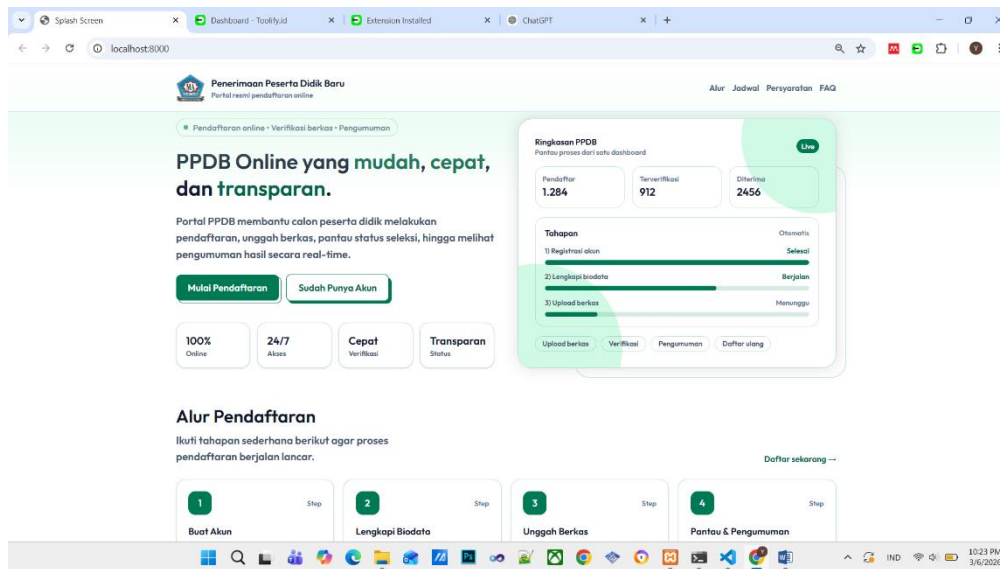 Splash Screen
Dashboard - Toolify.id
Extension Installed
ChatGPT
localhost:8000
Penerimaan Peserta Didik Baru
Portal resmi pendaftaran online
Alur Jadwal Persyaratan FAQ
Pendaftaran online • Verifikasi berkas • Pengumuman
PPDB Online yang mudah, cepat,
dan transparan.
Portal PPDB membantu calon peserta didik melakukan
pendaftaran, unggah berkas, pantau status seleksi, hingga melihat
pengumuman hasil secara real-time.
Mulai Pendaftaran
Sudah Punya Akun
100%
Online
24/7
Akses
Cepat
Verifikasi
Transparan
Status
Ringkasan PPDB
Pantau proses dari satu dashboard
Live
Pendaftar
1.284
Terverifikasi
912
Diterima
2456
Tahapan
Otomatis
1) Registrasi akun
Selesai
2) Lengkapi biodata
Berjalan
3) Upload berkas
Menunggu
Upload berkas
Verifikasi
Pengumuman
Daftar ulang
Alur Pendaftaran
Ikuti tahapan sederhana berikut agar proses
pendaftaran berjalan lancar.
Daftar sekarang →
1
Step
Buat Akun
2
Step
Lengkapi Biodata
3
Step
Unggah Berkas
4
Step
Pantau & Pengumuman
IND
10:23 PM